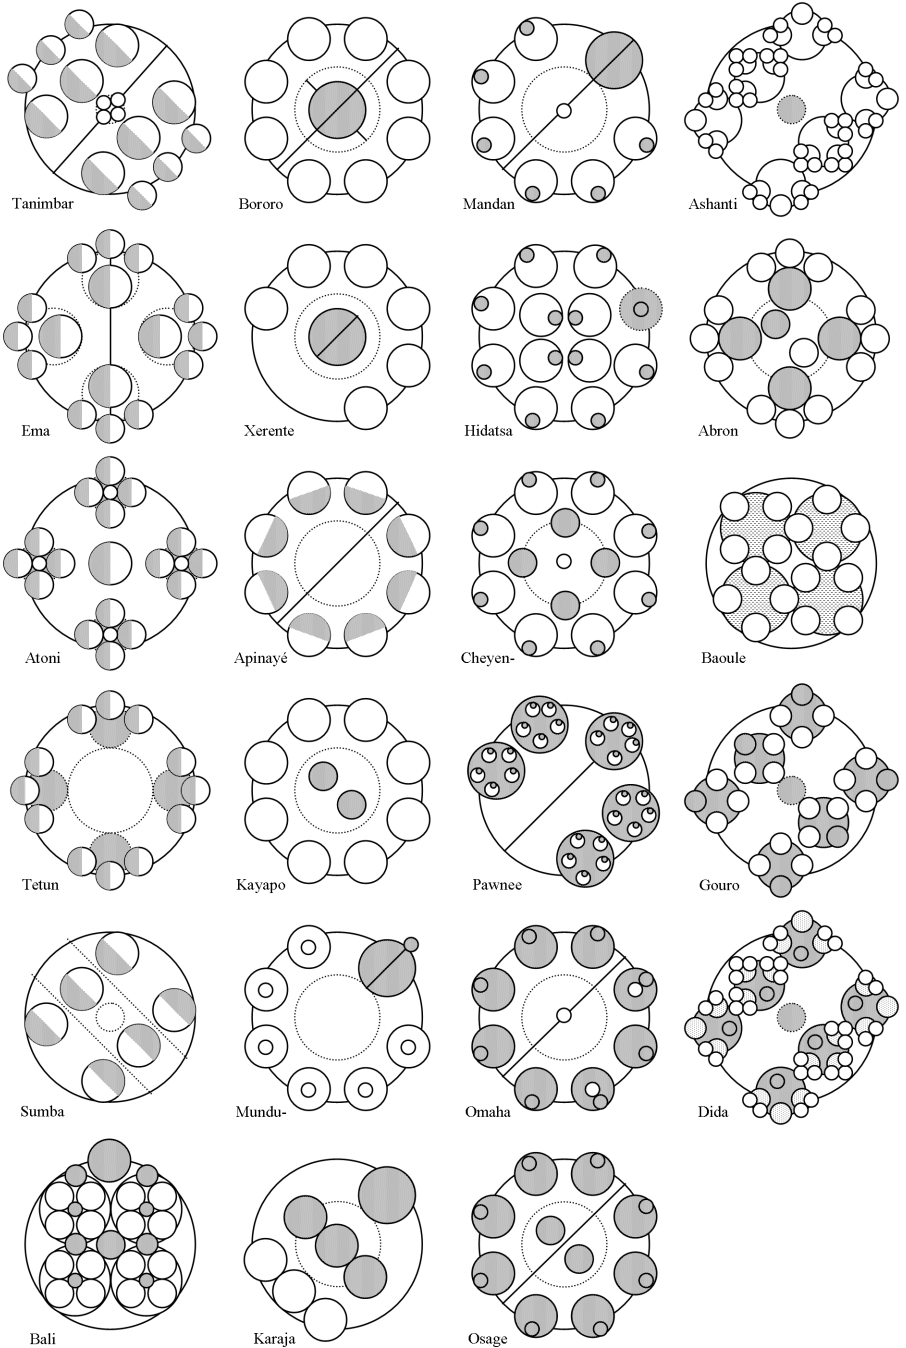 Tanimbar
Bororo
Mandan
Ashanti
Ema
Xerente
Hidatsa
Abron
Atoni
Apinayé
Cheyen-
Baoule
Tetun
Kayapo
Pawnee
Gouro
Sumba
Mundu-
Omaha
Dida
Bali
Karaja
Osage